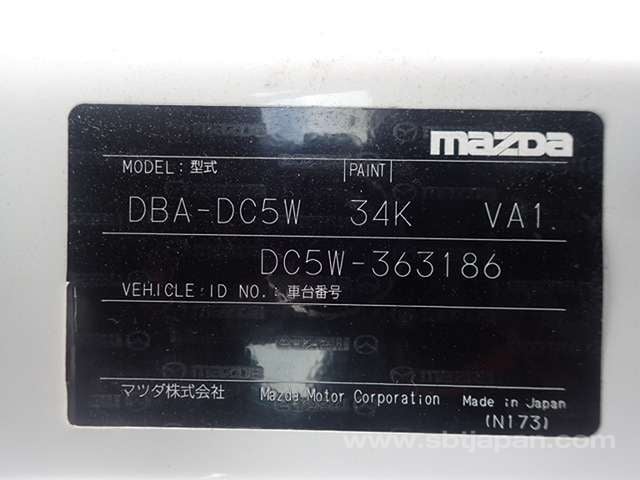 mazda
MODEL: 型式 PAINT
DBA-DC5W 34K VA1
DC5W-363186
VEHICLE ID NO.: 車台番号
マツダ株式会社 Mazda Motor Corporation Made in Japan
(N173)
www.sbtjapan.com